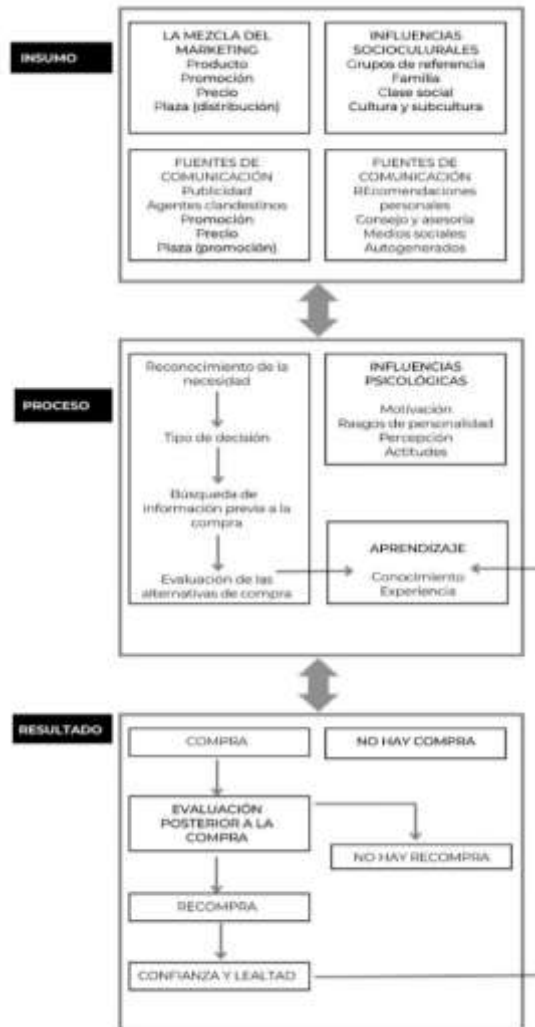 INSUMO
LA MEZCLA DEL
MARKETING
Producto
Promoción
Precio
Plaza (distribución)
INFLUENCIAS
SOCIOCULTURALES
Grupos de referencia
Familia
Clase social
Cultura y subcultura
FUENTES DE
COMUNICACIÓN
Publicidad
Agentes clandestinos
Promoción
Precio
Plaza (promoción)
FUENTES DE
COMUNICACIÓN
REcomendaciones
personales
Consejo y asesoría
Medios sociales
Autogenerados
PROCESO
Reconocimiento de la
necesidad
Tipo de decisión
Búsqueda de
información previa a la
compra
Evaluación de las
alternativas de compra
INFLUENCIAS
PSICOLÓGICAS
Motivación
Rasgos de personalidad
Percepción
Actitudes
APRENDIZAJE
Conocimiento
Experiencia
RESULTADO
COMPRA
NO HAY COMPRA
EVALUACIÓN
POSTERIOR A LA
COMPRA
NO HAY RECOMPRA
RECOMPRA
CONFIANZA Y LEALTAD